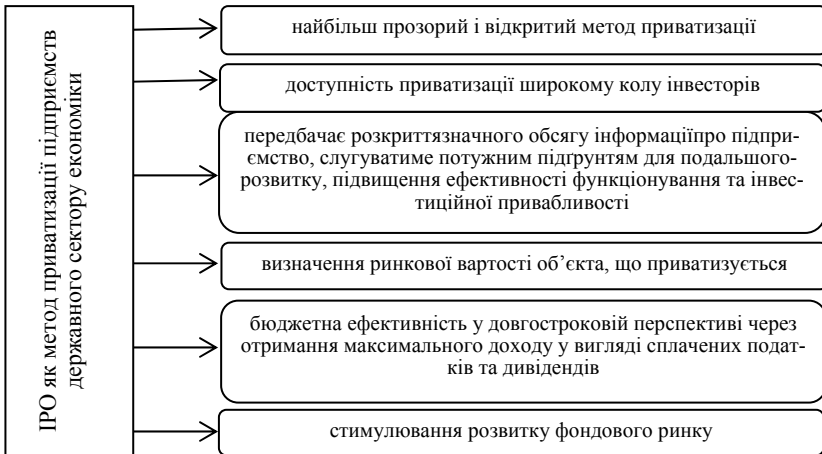 ІРО як метод приватизації підприємств
державного сектору економіки
найбільш прозорий і відкритий метод приватизації
доступність приватизації широкому колу інвесторів
передбачає розкриттязначного обсягу інформаціїпро підпри-
ємство, слугуватиме потужним підґрунтям для подальшого-
розвитку, підвищення ефективності функціонування та інвес-
тиційної привабливості
визначення ринкової вартості об’єкта, що приватизується
бюджетна ефективність у довгостроковій перспективі через
отримання максимального доходу у вигляді сплачених подат-
ків та дивідендів
стимулювання розвитку фондового ринку